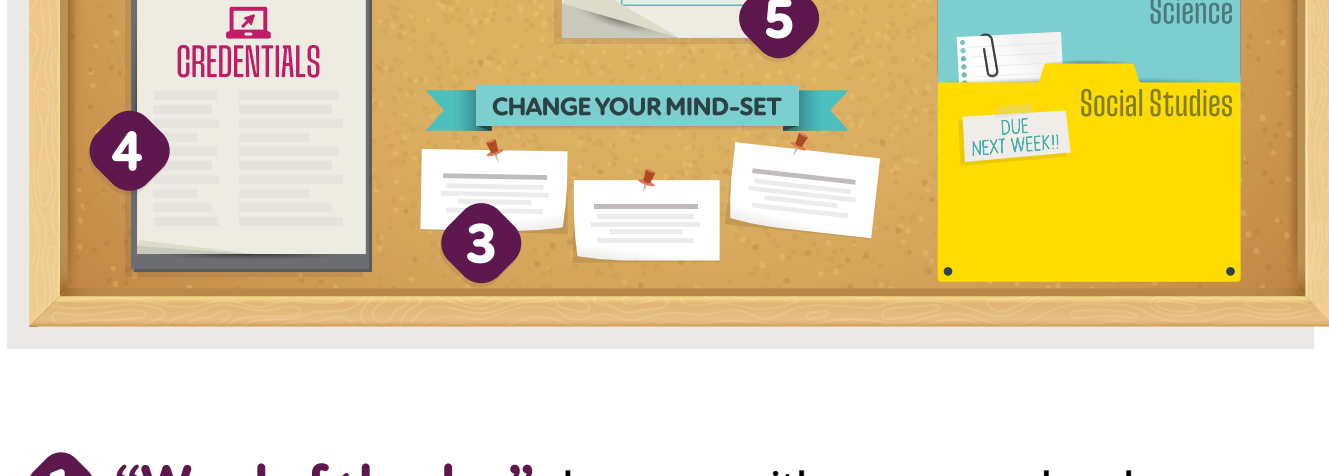 Science
5
CREDENTIALS
CHANGE YOUR MIND-SET
Social Studies
DUE
NEXT WEEK!!
4
3